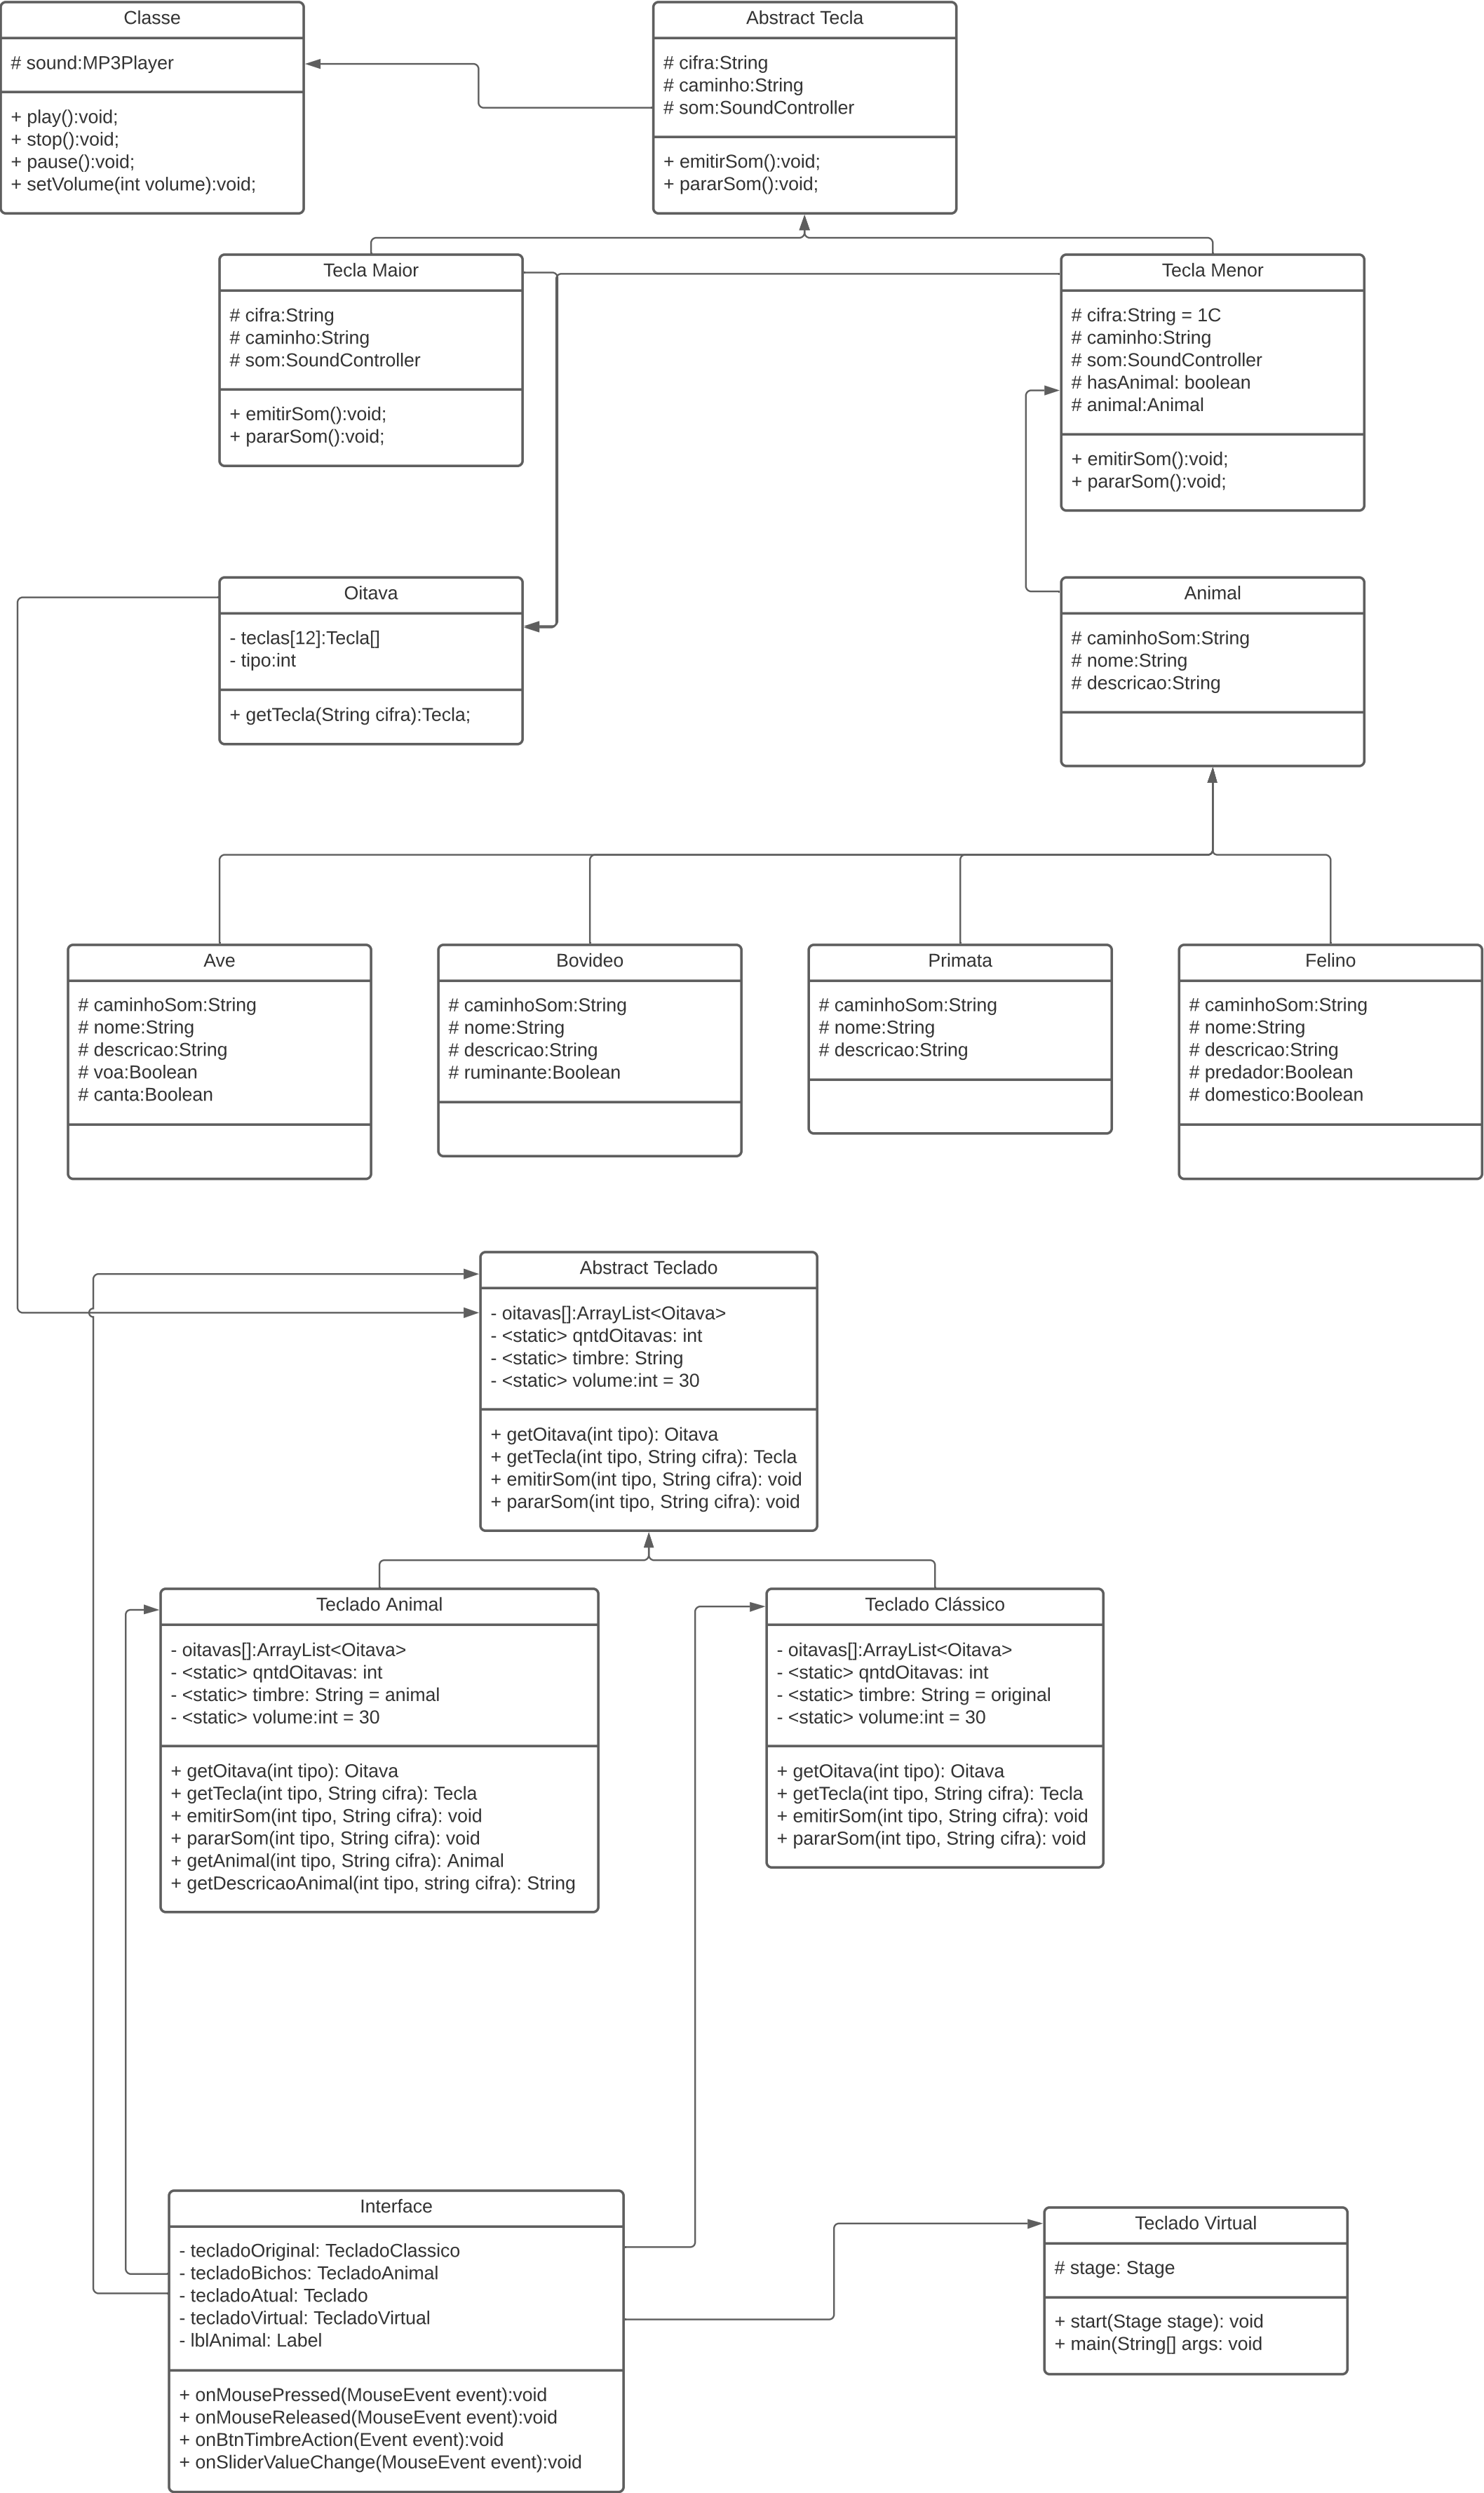 Classe
# sound:MP3Player
+ play():void;
+ stop():void;
+ pause():void;
+ setVolume(int volume):void;
Abstract Tecla
# cifra:String
# caminho:String
# som:SoundController
+ emitirSom():void;
+ pararSom():void;
Tecla Maior
# cifra:String
# caminho:String
# som:SoundController
+ emitirSom():void;
+ pararSom():void;
Tecla Menor
# cifra:String = 1C
# caminho:String
# som:SoundController
# hasAnimal: boolean
# animal:Animal
+ emitirSom():void;
+ pararSom():void;
Oitava
- teclas[12]:Tecla[]
- tipo:int
+ getTecla(String cifra):Tecla;
Animal
# caminhoSom:String
# nome:String
# descricao:String
Ave
# caminhoSom:String
# nome:String
# descricao:String
# voa:Boolean
# canta:Boolean
Bovideo
# caminhoSom:String
# nome:String
# descricao:String
# ruminante:Boolean
Primata
# caminhoSom:String
# nome:String
# descricao:String
Felino
# caminhoSom:String
# nome:String
# descricao:String
# predador:Boolean
# domestico:Boolean
Abstract Teclado
- oitavas[]:ArrayList<Oitava>
- <static> qntdOitavas: int
- <static> timbre: String
- <static> volume:int = 30
+ getOitava(int tipo): Oitava
+ getTecla(int tipo, String cifra): Tecla
+ emitirSom(int tipo, String cifra): void
+ pararSom(int tipo, String cifra): void
Teclado Animal
- oitavas[]:ArrayList<Oitava>
- <static> qntdOitavas: int
- <static> timbre: String = animal
- <static> volume:int = 30
+ getOitava(int tipo): Oitava
+ getTecla(int tipo, String cifra): Tecla
+ emitirSom(int tipo, String cifra): void
+ pararSom(int tipo, String cifra): void
+ getAnimal(int tipo, String cifra): Animal
+ getDescricaoAnimal(int tipo, string cifra): String
Teclado Clássico
- oitavas[]:ArrayList<Oitava>
- <static> qntdOitavas: int
- <static> timbre: String = original
- <static> volume:int = 30
+ getOitava(int tipo): Oitava
+ getTecla(int tipo, String cifra): Tecla
+ emitirSom(int tipo, String cifra): void
+ pararSom(int tipo, String cifra): void
Interface
- tecladoOriginal: TecladoClassico
- tecladoBichos: TecladoAnimal
- tecladoAtual: Teclado
- tecladoVirtual: TecladoVirtual
- lblAnimal: Label
+ onMousePressed(MouseEvent event):void
+ onMouseReleased(MouseEvent event):void
+ onBtnTimbreAction(Event event):void
+ onSliderValueChange(MouseEvent event):void
Teclado Virtual
# stage: Stage
+ start(Stage stage): void
+ main(String[] args: void